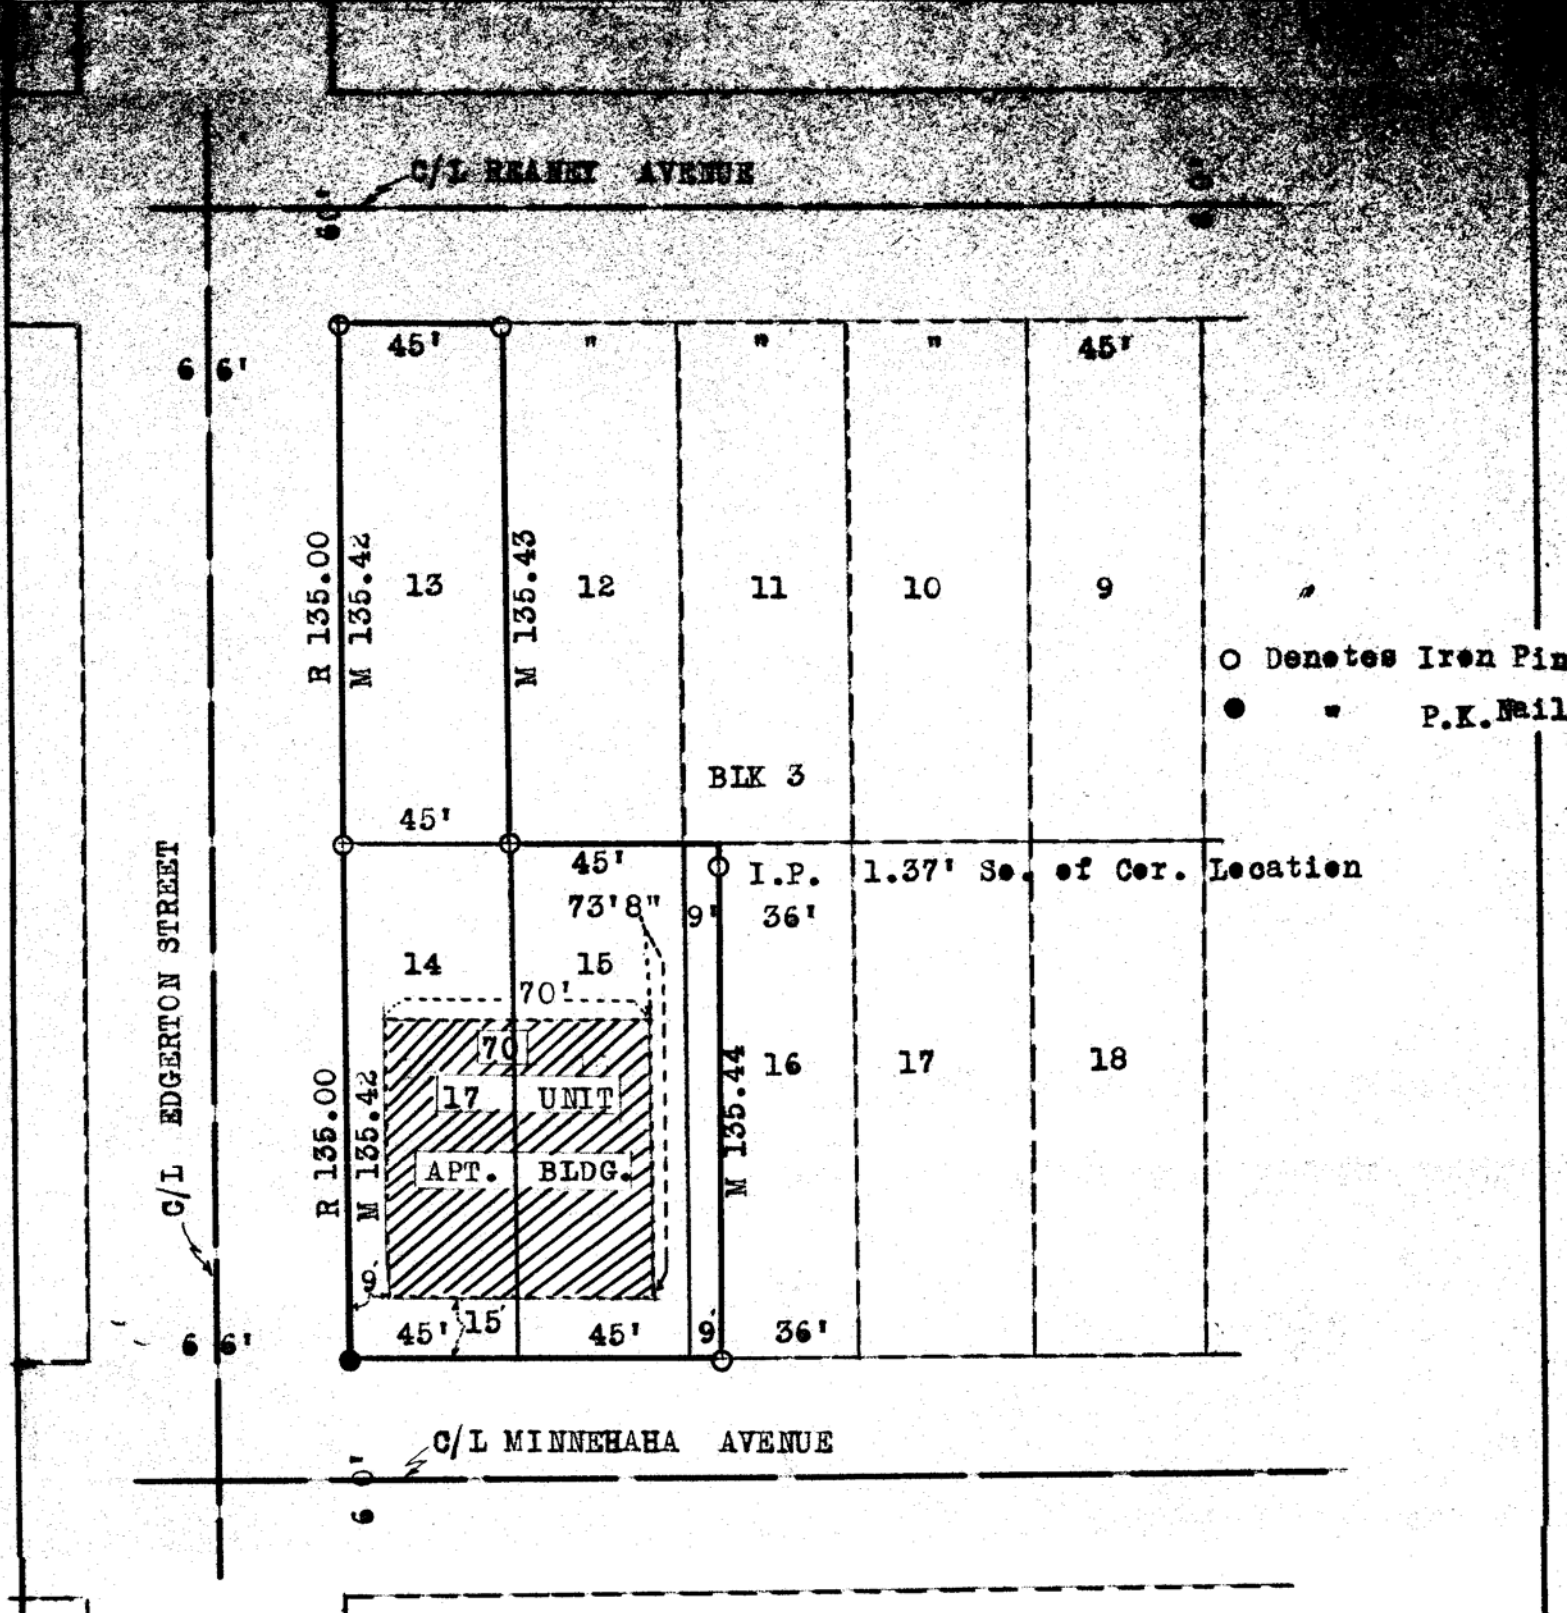 C/L REANEY AVENUE
60'
45' " " " 45'
6 6'
R 135.00
M 135.42
M 135.43
13 12 11 10 9 "
O Denotes Iron Pin
● " P.K. Nail
BLK 3
45'
45'
I.P. 1.37' So. of Cor. Location
73'8" 9' 36'
C/L EDGERTON STREET
14 15
70'
70
17 UNIT
APT. BLDG.
R 135.00
M 135.42
M 135.44
16 17 18
9'
15'
6 6'
45' 45' 9' 36'
C/L MINNEHAHA AVENUE
6 0'